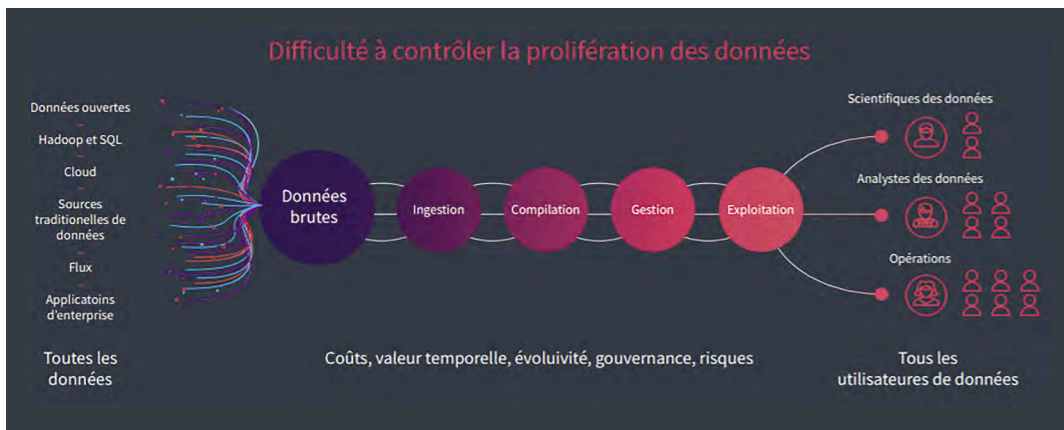 Difficulté à contrôler la prolifération des données
Données ouvertes
Hadoop et SQL
Cloud
Sources
traditionelles de
données
Flux
Applicatoins
d'enterprise
Toutes les
données
Données
brutes
Ingestion
Compilation
Gestion
Exploitation
Coûts, valeur temporelle, évoluivité, gouvernance, risques
Scientifiques des données
Analystes des données
Opérations
Tous les
utilisateures de données